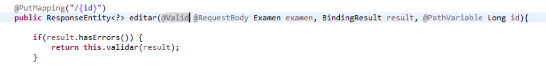 @PutMapping("/{id}")
public ResponseEntity<?> editar(@Valid @RequestBody Examen examen, BindingResult result, @PathVariable Long id){
if(result.hasErrors()) {
return this.validar(result);
}